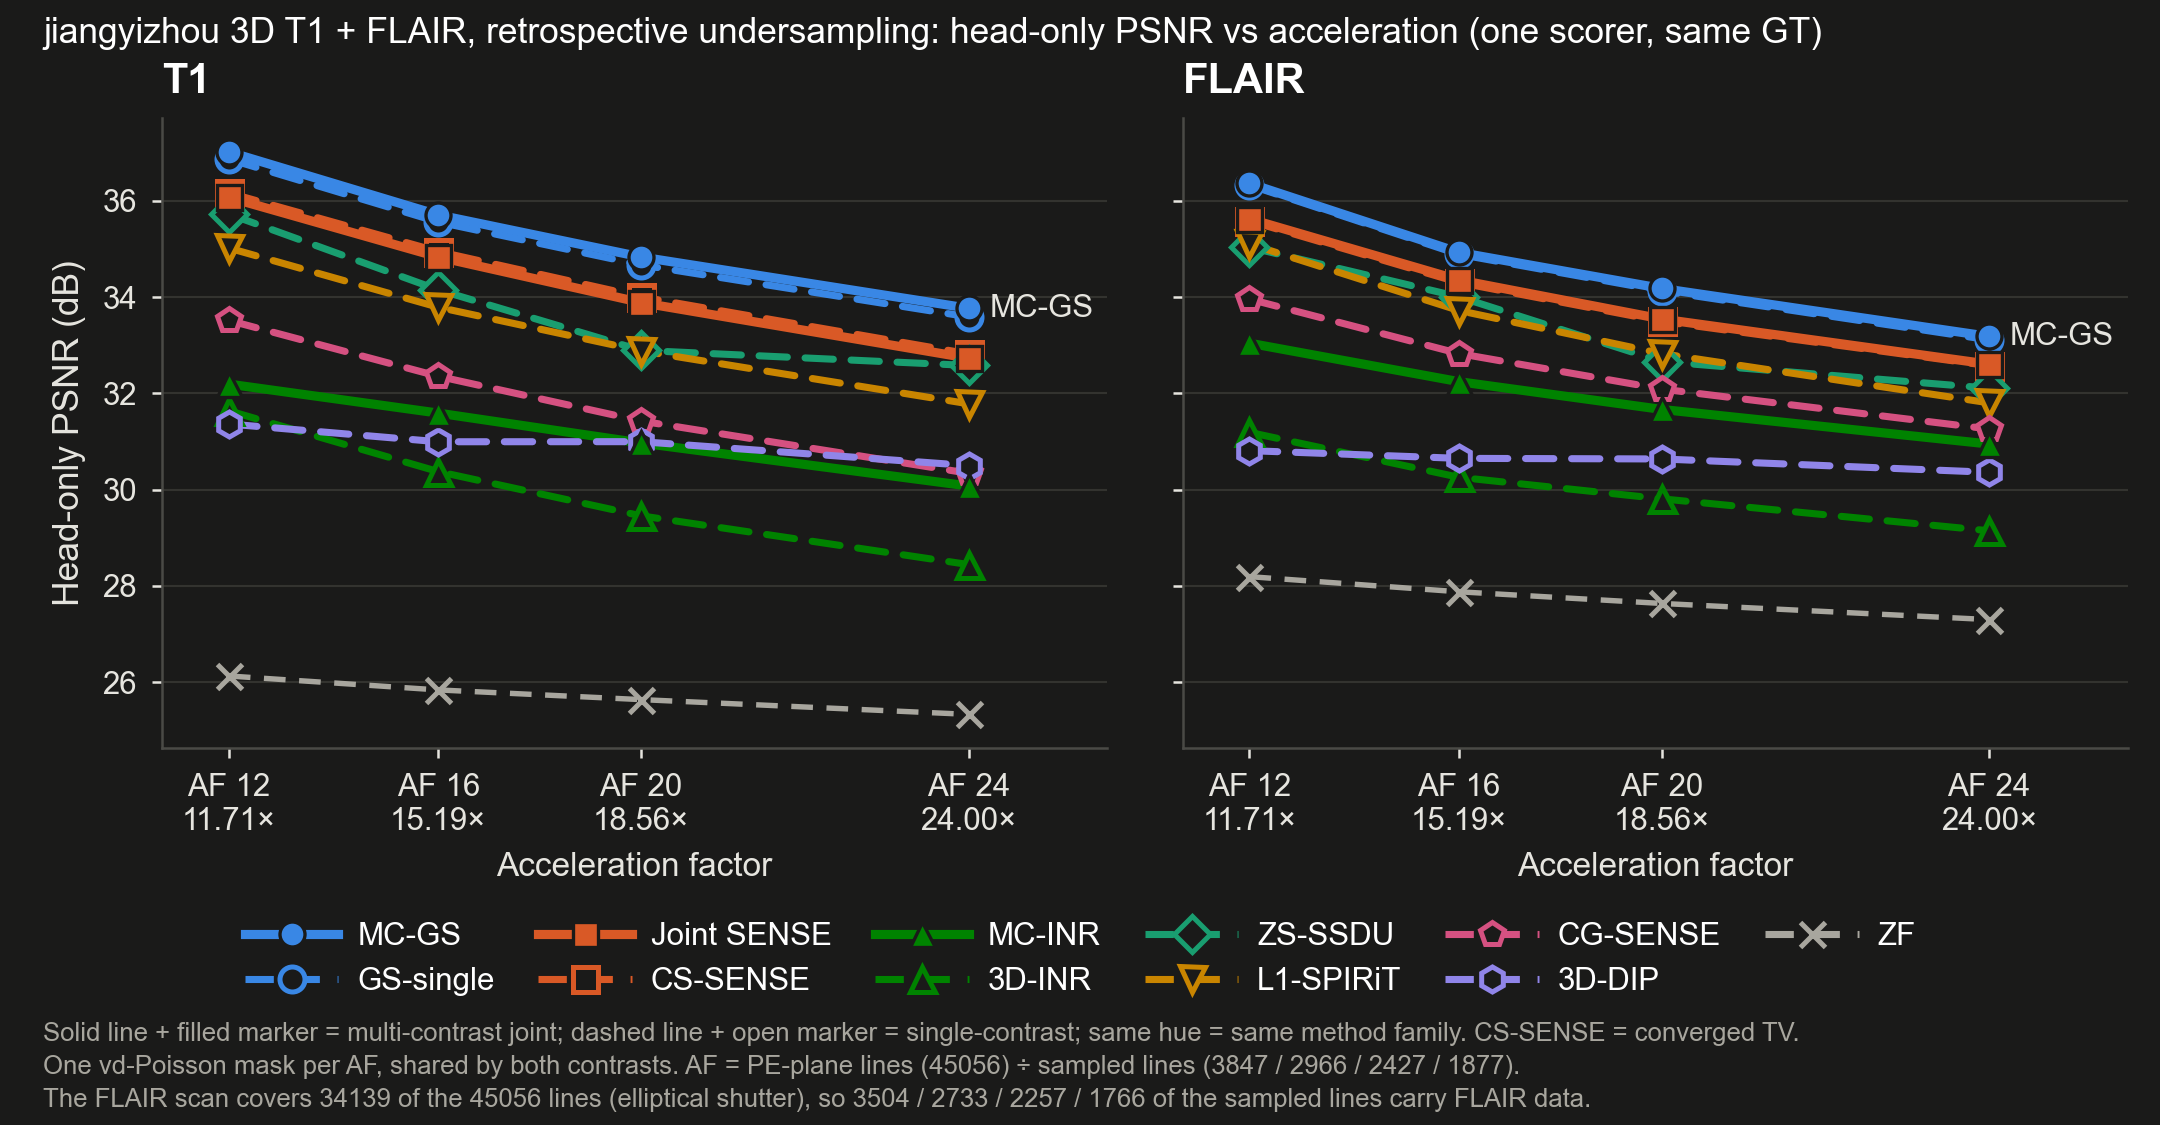 jiangyizhou 3D T1 + FLAIR, retrospective undersampling: head-only PSNR vs acceleration (one scorer, same GT)
T1
FLAIR
Head-only PSNR (dB)
36
34
32
30
28
26
MC-GS
MC-GS
AF 12
11.71×
AF 16
15.19×
AF 20
18.56×
AF 24
24.00×
AF 12
11.71×
AF 16
15.19×
AF 20
18.56×
AF 24
24.00×
Acceleration factor
Acceleration factor
MC-GS
Joint SENSE
MC-INR
ZS-SSDU
CG-SENSE
ZF
GS-single
CS-SENSE
3D-INR
L1-SPIRiT
3D-DIP
Solid line + filled marker = multi-contrast joint; dashed line + open marker = single-contrast; same hue = same method family. CS-SENSE = converged TV.
One vd-Poisson mask per AF, shared by both contrasts. AF = PE-plane lines (45056) ÷ sampled lines (3847 / 2966 / 2427 / 1877).
The FLAIR scan covers 34139 of the 45056 lines (elliptical shutter), so 3504 / 2733 / 2257 / 1766 of the sampled lines carry FLAIR data.